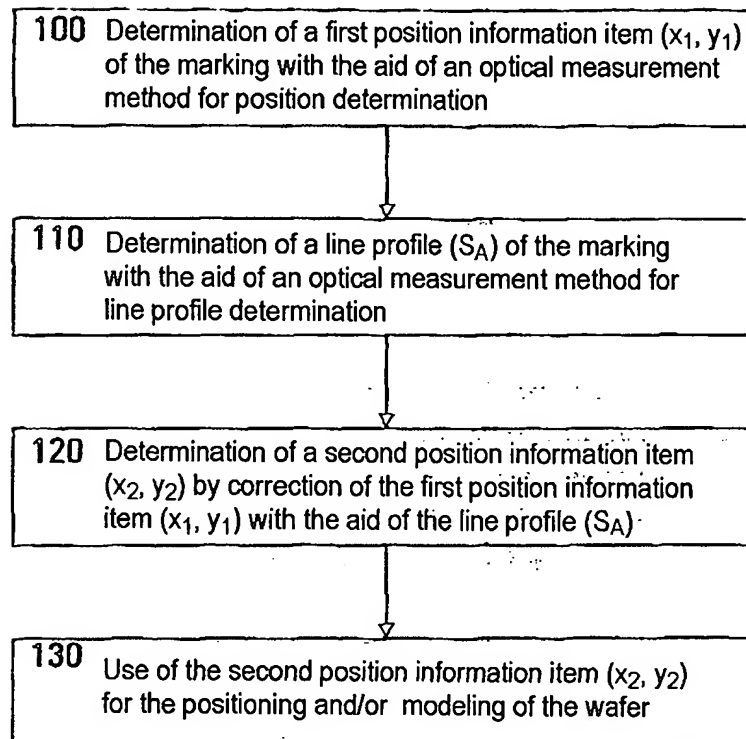 100 Determination of a first position information item (x₁, y₁)
of the marking with the aid of an optical measurement
method for position determination
110 Determination of a line profile (S_A) of the marking
with the aid of an optical measurement method for
line profile determination
120 Determination of a second position information item
(x₂, y₂) by correction of the first position information
item (x₁, y₁) with the aid of the line profile (S_A)
130 Use of the second position information item (x₂, y₂)
for the positioning and/or modeling of the wafer